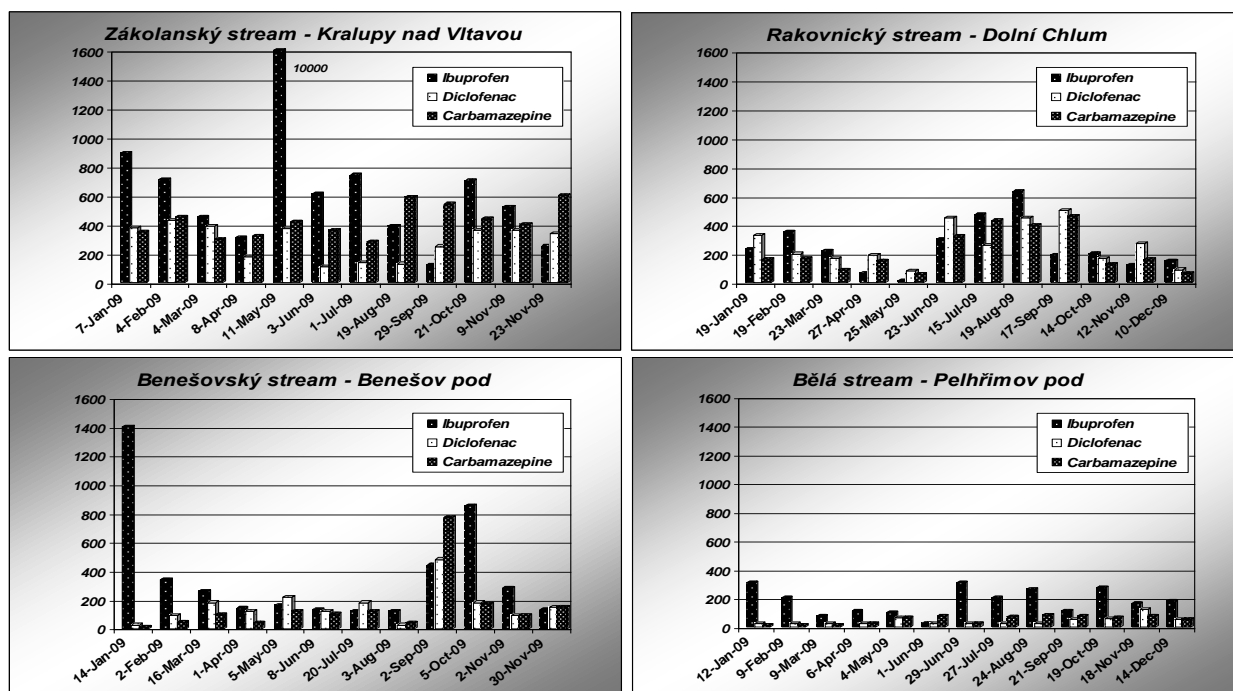 Zákolanský stream - Kralupy nad Vltavou
1600
1400
1200
1000
800
600
400
200
0
10000
Ibuprofen
Diclofenac
Carbamazepine
7-Jan-09
4-Feb-09
4-Mar-09
8-Apr-09
11-May-09
3-Jun-09
1-Jul-09
19-Aug-09
29-Sep-09
21-Oct-09
9-Nov-09
23-Nov-09
Rakovnický stream - Dolní Chlum
1600
1400
1200
1000
800
600
400
200
0
Ibuprofen
Diclofenac
Carbamazepine
19-Jan-09
19-Feb-09
23-Mar-09
27-Apr-09
25-May-09
23-Jun-09
15-Jul-09
19-Aug-09
17-Sep-09
14-Oct-09
12-Nov-09
10-Dec-09
Benešovský stream - Benešov pod
1600
1400
1200
1000
800
600
400
200
0
Ibuprofen
Diclofenac
Carbamazepine
14-Jan-09
2-Feb-09
16-Mar-09
1-Apr-09
5-May-09
8-Jun-09
20-Jul-09
3-Aug-09
2-Sep-09
5-Oct-09
2-Nov-09
30-Nov-09
Bělá stream - Pelhřimov pod
1600
1400
1200
1000
800
600
400
200
0
Ibuprofen
Diclofenac
Carbamazepine
12-Jan-09
9-Feb-09
9-Mar-09
6-Apr-09
4-May-09
1-Jun-09
29-Jun-09
27-Jul-09
24-Aug-09
21-Sep-09
19-Oct-09
18-Nov-09
14-Dec-09